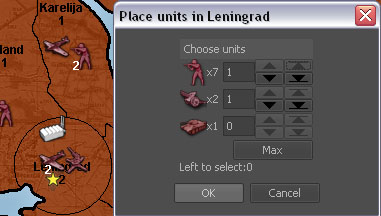 Karelija
1
land
1
2
2
2
Place units in Leningrad
Choose units
x7 1
x2 1
x1 0
Max
Left to select:0
OK Cancel